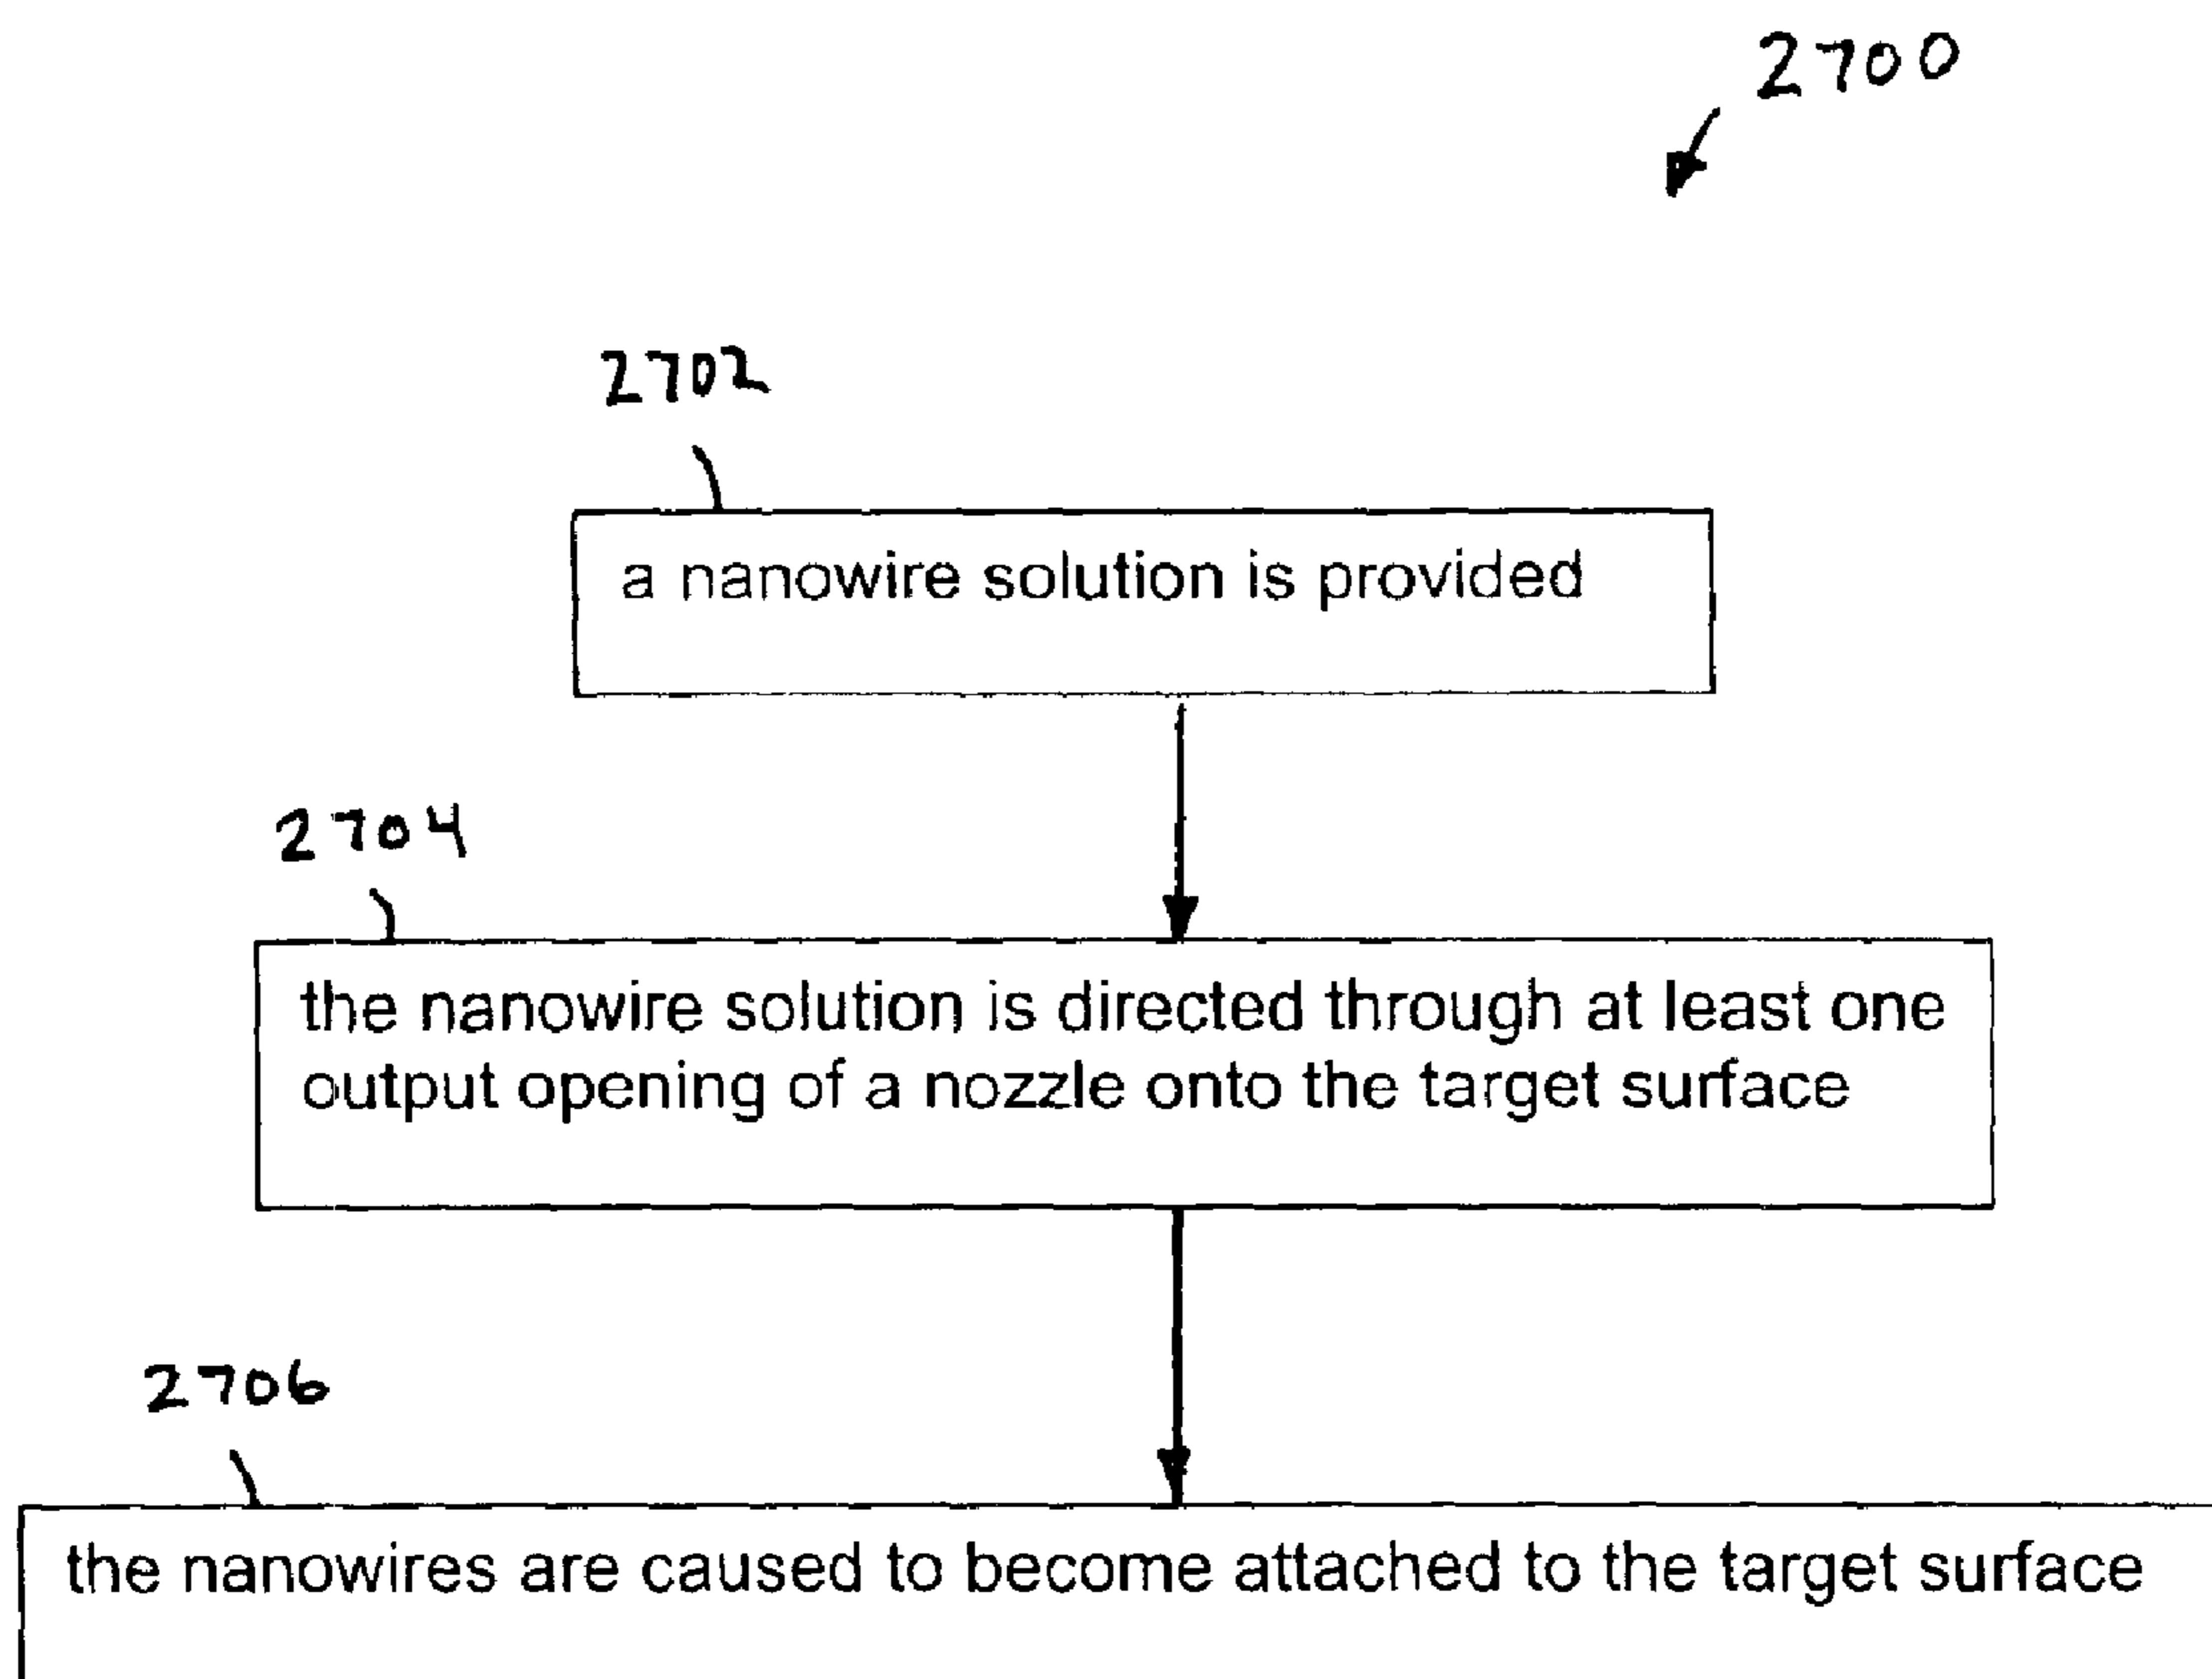 2700
2702
a nanowire solution is provided
2704
the nanowire solution is directed through at least one
output opening of a nozzle onto the target surface
2706
the nanowires are caused to become attached to the target surface